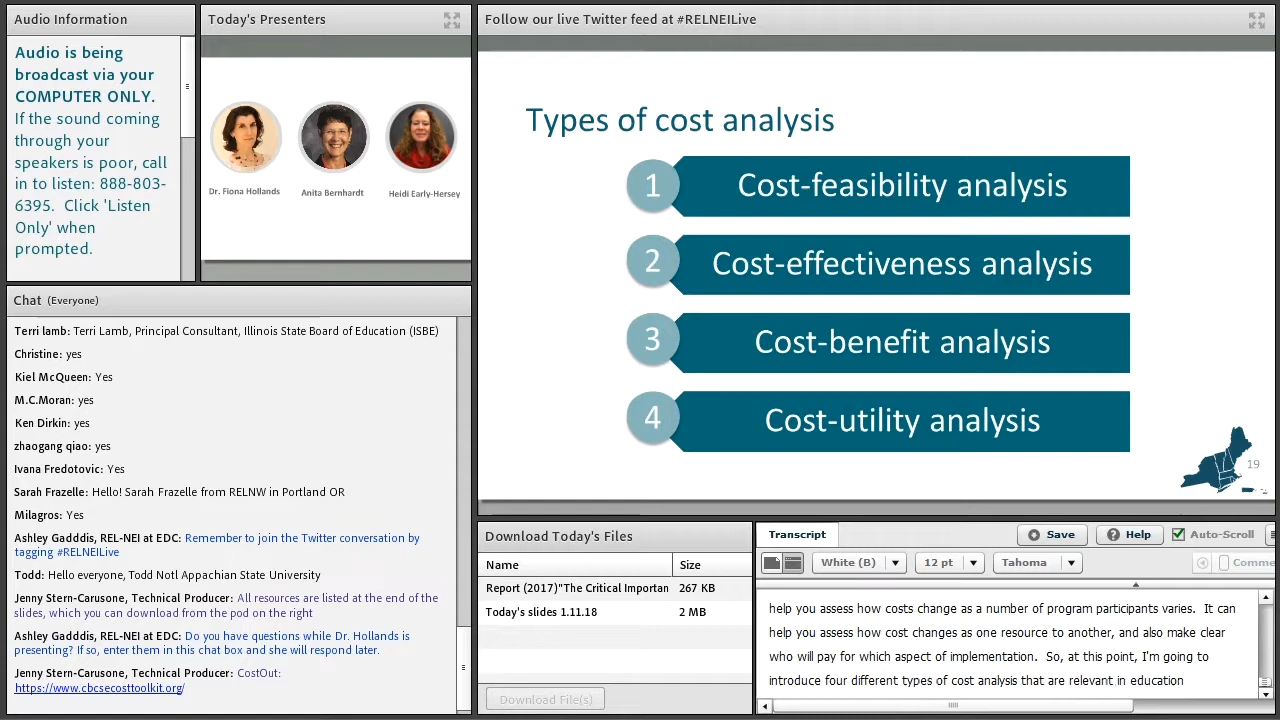 Audio Information
Audio is being
broadcast via your
COMPUTER ONLY.
If the sound coming
through your
speakers is poor, call
in to listen: 888-803-
6395.  Click 'Listen
Only' when
prompted.
Today's Presenters
Dr. Fiona Hollands
Anita Bernhardt
Heidi Early-Hersey
Chat (Everyone)
Terri lamb: Terri Lamb, Principal Consultant, Illinois State Board of Education (ISBE)
Christine: yes
Kiel McQueen: Yes
M.C.Moran: yes
Ken Dirkin: yes
zhaogang qiao: yes
Ivana Fredotovic: Yes
Sarah Frazelle: Hello! Sarah Frazelle from RELNW in Portland OR
Milagros: Yes
Ashley Gadddis, REL-NEI at EDC: Remember to join the Twitter conversation by
tagging #RELNEILive
Todd: Hello everyone, Todd Notl Appachian State University
Jenny Stern-Carusone, Technical Producer: All resources are listed at the end of the
slides, which you can download from the pod on the right
Ashley Gadddis, REL-NEI at EDC: Do you have questions while Dr. Hollands is
presenting? If so, enter them in this chat box and she will respond later.
Jenny Stern-Carusone, Technical Producer: CostOut:
https://www.cbcsecosttoolkit.org/
Follow our live Twitter feed at #RELNEILive
Types of cost analysis
1 Cost-feasibility analysis
2 Cost-effectiveness analysis
3 Cost-benefit analysis
4 Cost-utility analysis
19
Download Today's Files
Name Size
Report (2017)"The Critical Importan 267 KB
Today's slides 1.11.18 2 MB
Download File(s)
Transcript Save Help Auto-Scroll
White (B) 12 pt Tahoma Comme
help you assess how costs change as a number of program participants varies.  It can
help you assess how cost changes as one resource to another, and also make clear
who will pay for which aspect of implementation.  So, at this point, I'm going to
introduce four different types of cost analysis that are relevant in education